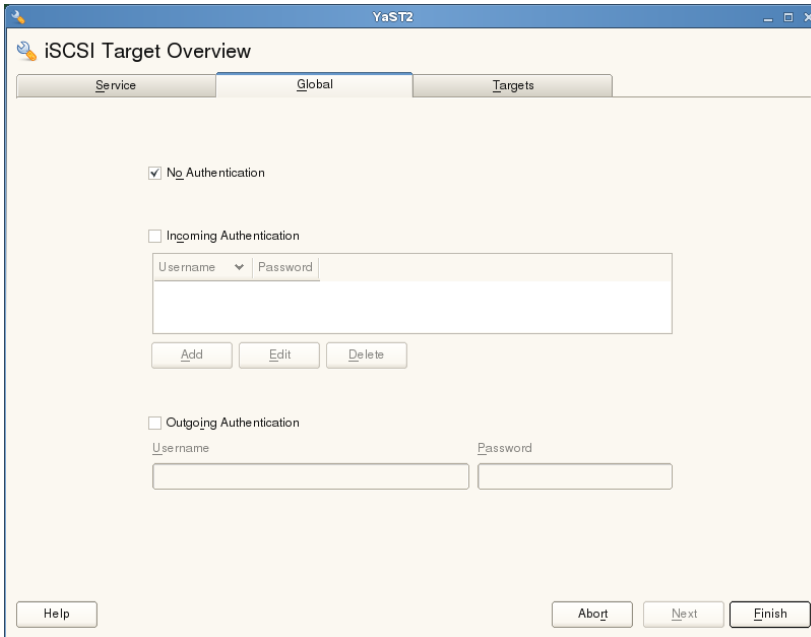 YaST2
iSCSI Target Overview
Service Global Targets
No Authentication
Incoming Authentication
Username Password
Add Edit Delete
Outgoing Authentication
Username Password
Help Abort Next Finish